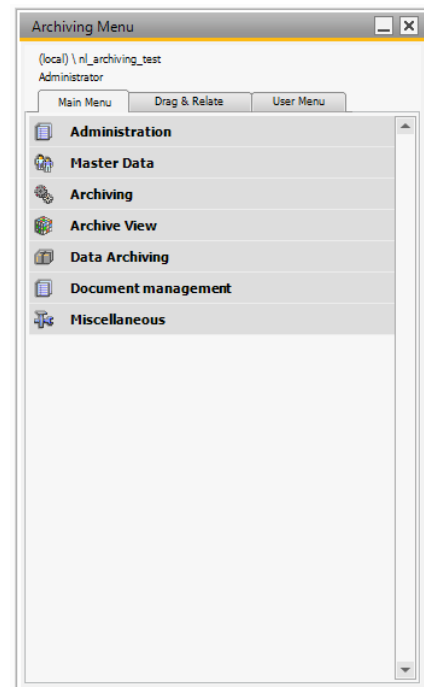 Archiving Menu
(local) \ nl_archiving_test
Administrator
Main Menu Drag & Relate User Menu
Administration
Master Data
Archiving
Archive View
Data Archiving
Document management
Miscellaneous